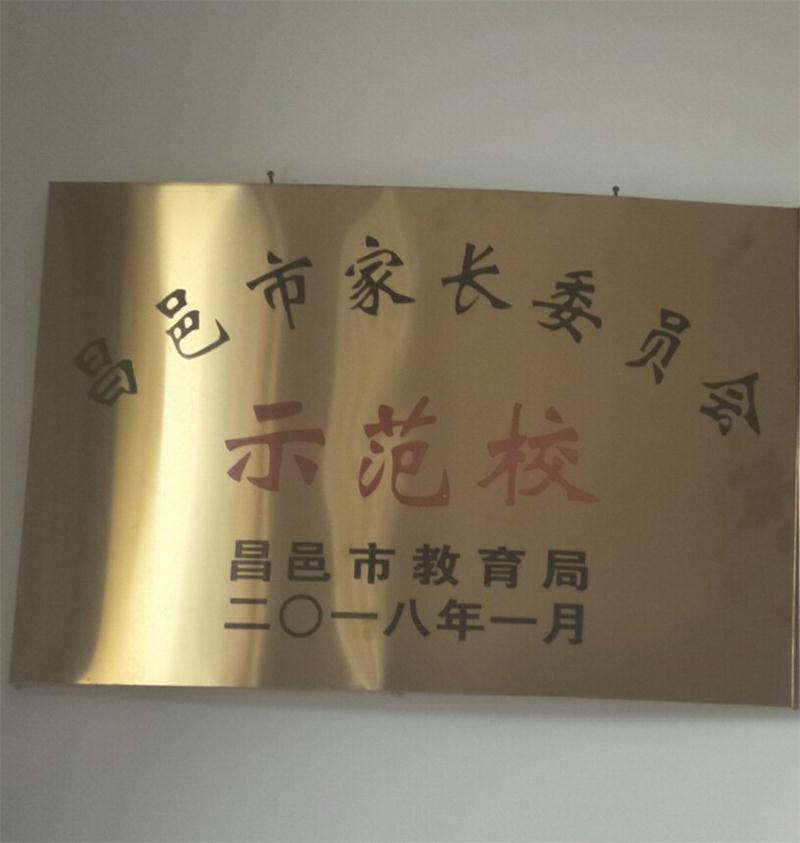 昌邑市家长委员会
示范校
昌邑市教育局
二〇一八年一月